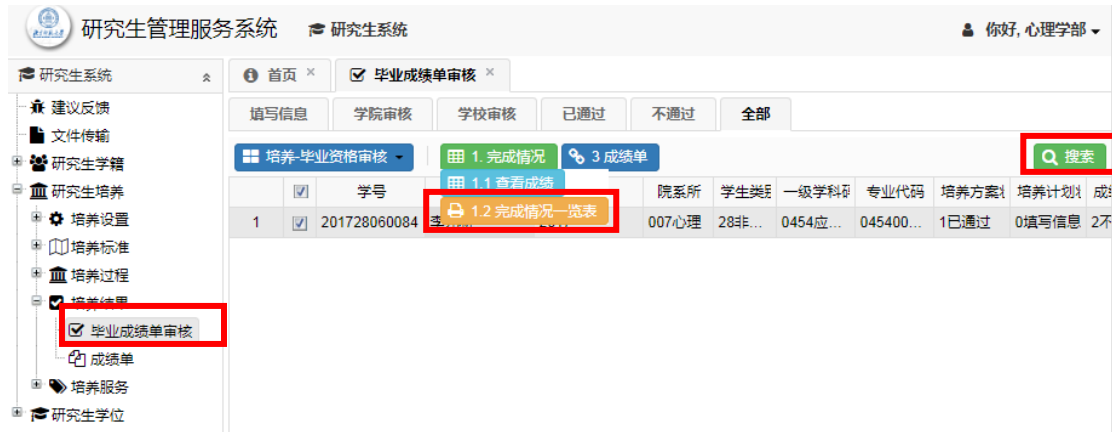 研究生管理服务系统 研究生系统 你好, 心理学部
研究生系统 首页 × 毕业成绩单审核 ×
建议反馈
文件传输
研究生学籍
研究生培养
培养设置
培养标准
培养过程
培养结果
毕业成绩单审核
成绩单
培养服务
研究生学位
填写信息 学院审核 学校审核 已通过 不通过 全部
培养-毕业资格审核 1. 完成情况 3 成绩单 搜索
1.1 查看成绩
1.2 完成情况一览表
学号 院系所 学生类 一级学科 专业代码 培养方案 培养计划
1 201728060084 李 007心理 28非... 0454应... 045400... 1已通过 0填写信息 2不